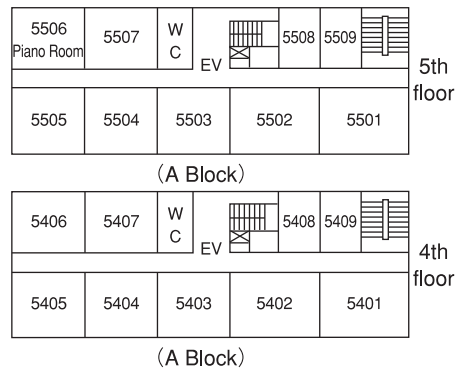 5506
Piano Room
5507
W
C
EV
5508
5509
5th
floor
5505
5504
5503
5502
5501
(A Block)
5406
5407
W
C
EV
5408
5409
4th
floor
5405
5404
5403
5402
5401
(A Block)